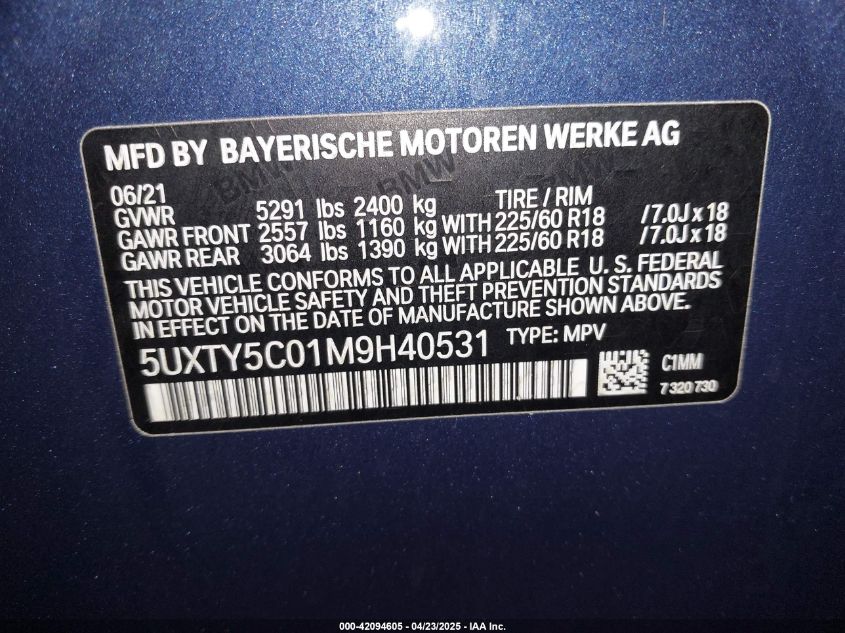 MFD BY BAYERISCHE MOTOREN WERKE AG
BMW BMW BMW
06/21 TIRE / RIM
GVWR 5291 lbs 2400 kg
GAWR FRONT 2557 lbs 1160 kg WITH 225/60 R18 /7.0J x 18
GAWR REAR 3064 lbs 1390 kg WITH 225/60 R18 /7.0J x 18
THIS VEHICLE CONFORMS TO ALL APPLICABLE U. S. FEDERAL
MOTOR VEHICLE SAFETY AND THEFT PREVENTION STANDARDS
IN EFFECT ON THE DATE OF MANUFACTURE SHOWN ABOVE.
5UXTY5C01M9H40531 TYPE: MPV
C1MM
7 320 730
000-42094605 - 04/23/2025 - IAA Inc.